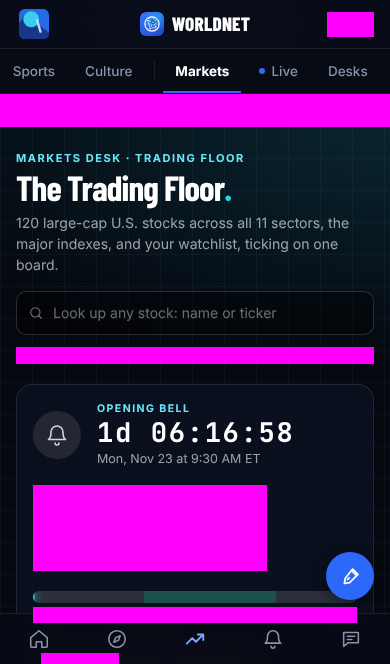 WORLDNET
Sports Culture Markets Live Desks
MARKETS DESK · TRADING FLOOR
The Trading Floor.
120 large-cap U.S. stocks across all 11 sectors, the
major indexes, and your watchlist, ticking on one
board.
Look up any stock: name or ticker
OPENING BELL
1d 06:16:58
Mon, Nov 23 at 9:30 AM ET